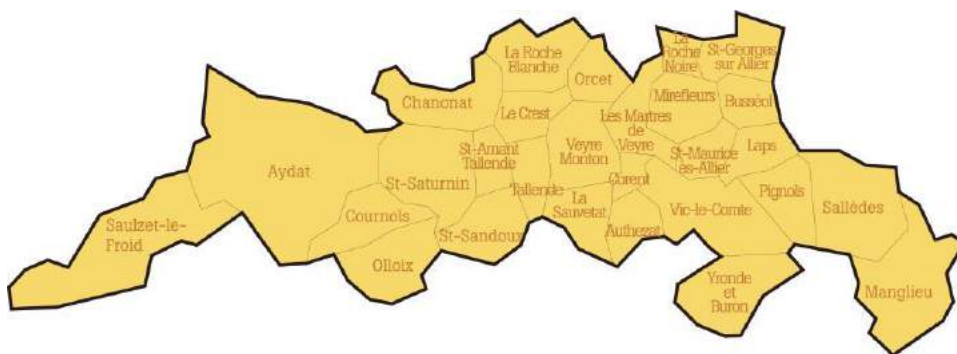 La Roche
Blanche
Orcet
La
Roche
Noire
St-Georges
sur Allier
Chanonat
Le Crest
Mirefleurs
Busséol
Les Martres
de
Veyre
Aydat
St-Amant
Tallende
Veyre
Monton
St-Maurice
es-Allier
Laps
St-Saturnin
Tallende
Corent
Pignols
Saulzet-le-
Froid
Cournols
La
Sauvetat
Vic-le-Comte
Sallèdes
St-Sandoux
Authezat
Olloix
Yronde
et
Buron
Manglieu